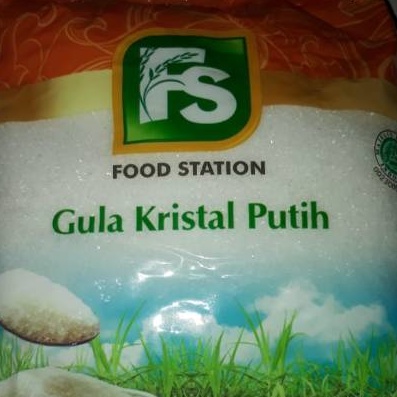 FS
FOOD STATION
Gula Kristal Putih